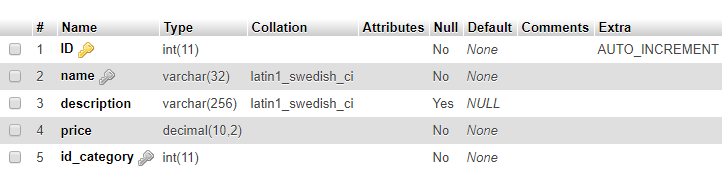 # Name Type Collation Attributes Null Default Comments Extra
1 ID int(11) No None AUTO_INCREMENT
2 name varchar(32) latin1_swedish_ci No None
3 description varchar(256) latin1_swedish_ci Yes NULL
4 price decimal(10,2) No None
5 id_category int(11) No None